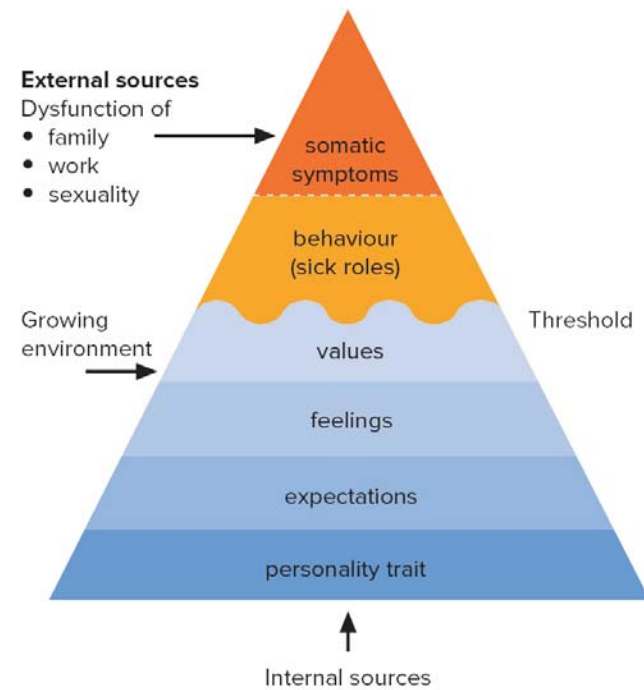 External sources
Dysfunction of
• family
• work
• sexuality
somatic
symptoms
behaviour
(sick roles)
Growing
environment
Threshold
values
feelings
expectations
personality trait
Internal sources